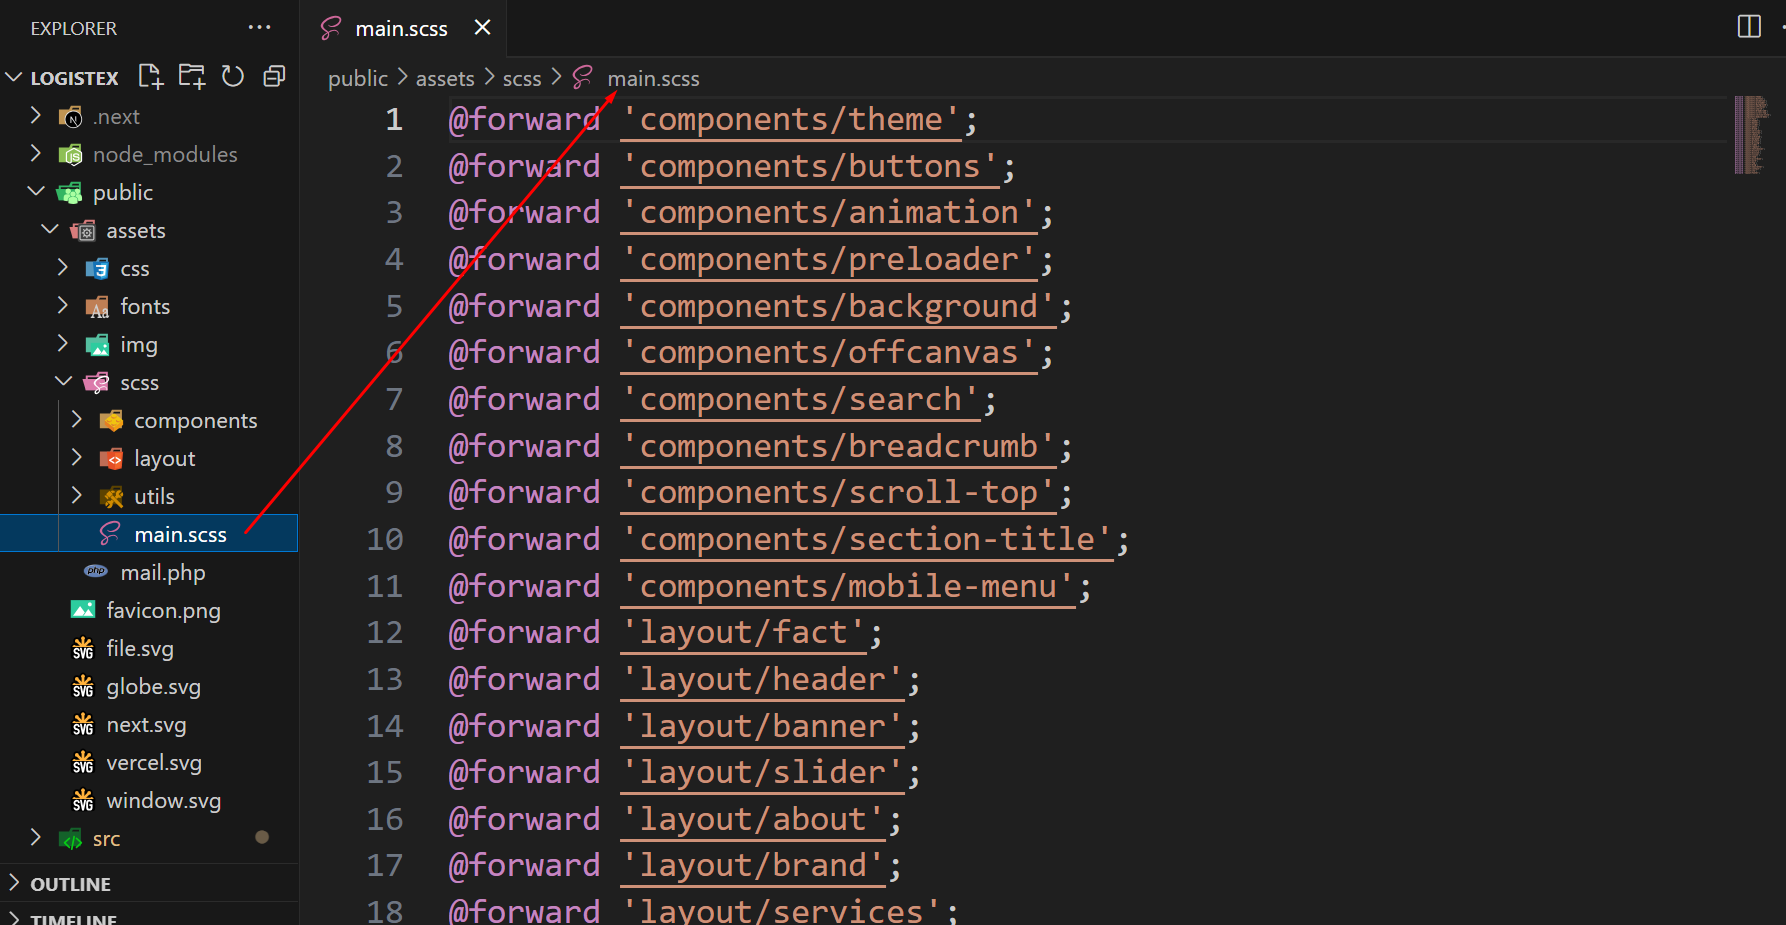 EXPLORER
LOGISTEX
.next
node_modules
public
assets
css
fonts
img
scss
components
layout
utils
main.scss
mail.php
favicon.png
file.svg
globe.svg
next.svg
vercel.svg
window.svg
src
OUTLINE
TIMELINE
main.scss
public > assets > scss > main.scss
1 @forward 'components/theme';
2 @forward 'components/buttons';
3 @forward 'components/animation';
4 @forward 'components/preloader';
5 @forward 'components/background';
6 @forward 'components/offcanvas';
7 @forward 'components/search';
8 @forward 'components/breadcrumb';
9 @forward 'components/scroll-top';
10 @forward 'components/section-title';
11 @forward 'components/mobile-menu';
12 @forward 'layout/fact';
13 @forward 'layout/header';
14 @forward 'layout/banner';
15 @forward 'layout/slider';
16 @forward 'layout/about';
17 @forward 'layout/brand';
18 @forward 'layout/services';